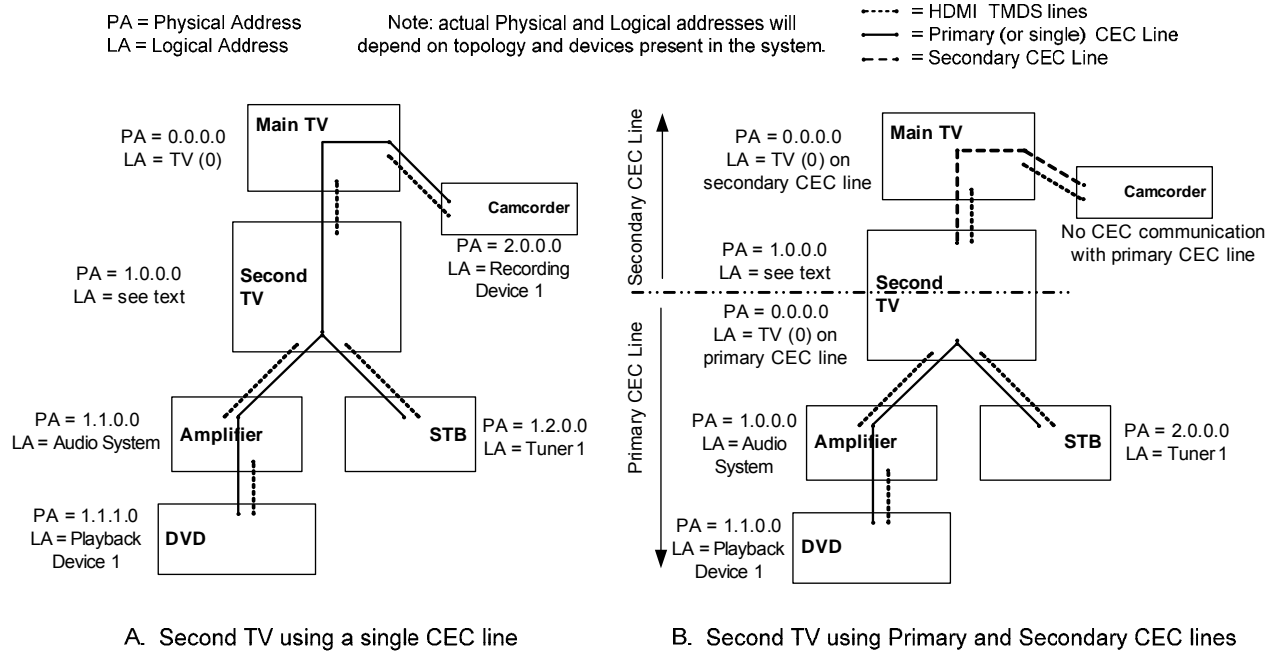 PA = Physical Address
LA = Logical Address
Note: actual Physical and Logical addresses will
depend on topology and devices present in the system.
= HDMI TMDS lines
= Primary (or single) CEC Line
= Secondary CEC Line
Main TV
PA = 0.0.0.0
LA = TV (0)
Camcorder
PA = 2.0.0.0
LA = Recording
Device 1
PA = 1.0.0.0
LA = see text
Second
TV
PA = 1.1.0.0
LA = Audio System
Amplifier
STB
PA = 1.2.0.0
LA = Tuner 1
PA = 1.1.1.0
LA = Playback
Device 1
DVD
A. Second TV using a single CEC line
Secondary CEC Line
Primary CEC Line
PA = 0.0.0.0
LA = TV (0) on
secondary CEC line
Main TV
Camcorder
No CEC communication
with primary CEC line
PA = 1.0.0.0
LA = see text
Second
TV
PA = 0.0.0.0
LA = TV (0) on
primary CEC line
PA = 1.0.0.0
LA = Audio
System
Amplifier
STB
PA = 2.0.0.0
LA = Tuner 1
PA = 1.1.0.0
LA = Playback
Device 1
DVD
B. Second TV using Primary and Secondary CEC lines